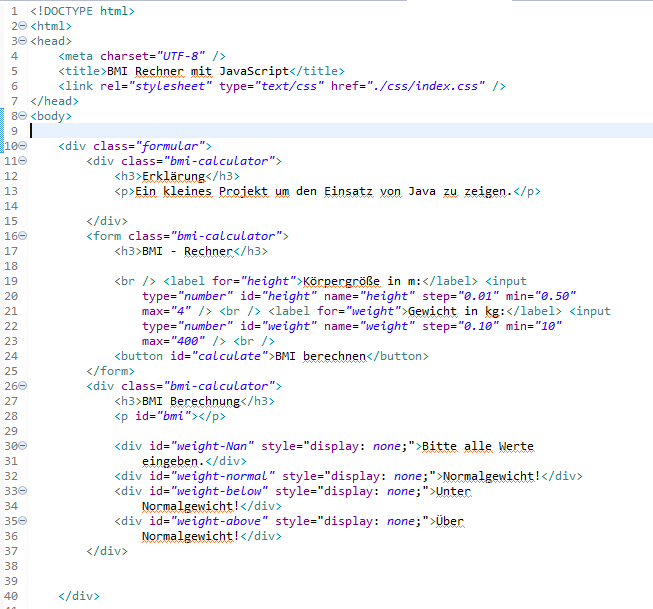 1 <!DOCTYPE html>
2 <html>
3 <head>
4 <meta charset="UTF-8" />
5 <title>BMI Rechner mit JavaScript</title>
6 <link rel="stylesheet" type="text/css" href="./css/index.css" />
7 </head>
8 <body>
9
10 <div class="formular">
11 <div class="bmi-calculator">
12 <h3>Erklärung</h3>
13 <p>Ein kleines Projekt um den Einsatz von Java zu zeigen.</p>
14
15 </div>
16 <form class="bmi-calculator">
17 <h3>BMI - Rechner</h3>
18
19 <br /> <label for="height">Körpergröße in m:</label> <input
20 type="number" id="height" name="height" step="0.01" min="0.50"
21 max="4" /> <br /> <label for="weight">Gewicht in kg:</label> <input
22 type="number" id="weight" name="weight" step="0.10" min="10"
23 max="400" /> <br />
24 <button id="calculate">BMI berechnen</button>
25 </form>
26 <div class="bmi-calculator">
27 <h3>BMI Berechnung</h3>
28 <p id="bmi"></p>
29
30 <div id="weight-Nan" style="display: none;">Bitte alle Werte
31 eingeben.</div>
32 <div id="weight-normal" style="display: none;">Normalgewicht!</div>
33 <div id="weight-below" style="display: none;">Unter
34 Normalgewicht!</div>
35 <div id="weight-above" style="display: none;">Über
36 Normalgewicht!</div>
37 </div>
38
39
40 </div>